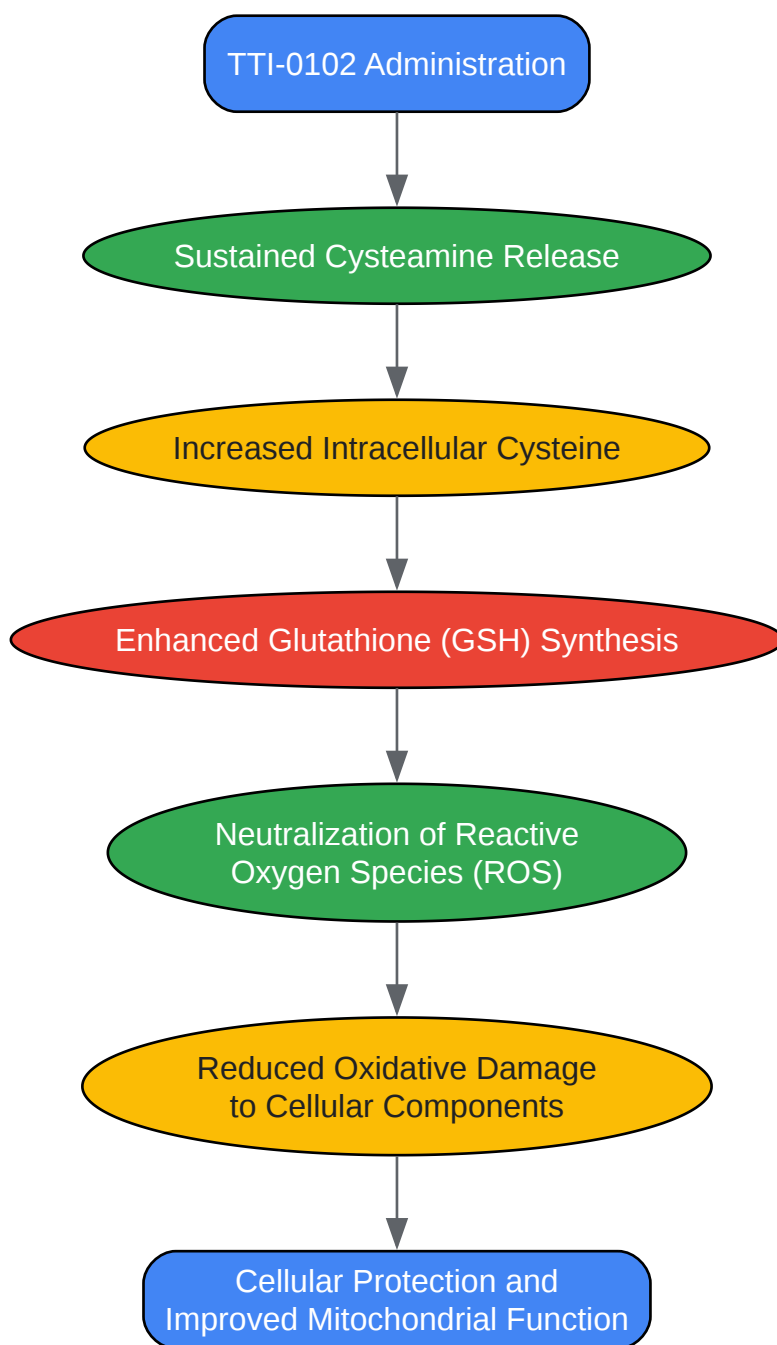 TTI-0102 Administration
Sustained Cysteamine Release
Increased Intracellular Cysteine
Enhanced Glutathione (GSH) Synthesis
Neutralization of Reactive
Oxygen Species (ROS)
Reduced Oxidative Damage
to Cellular Components
Cellular Protection and
Improved Mitochondrial Function